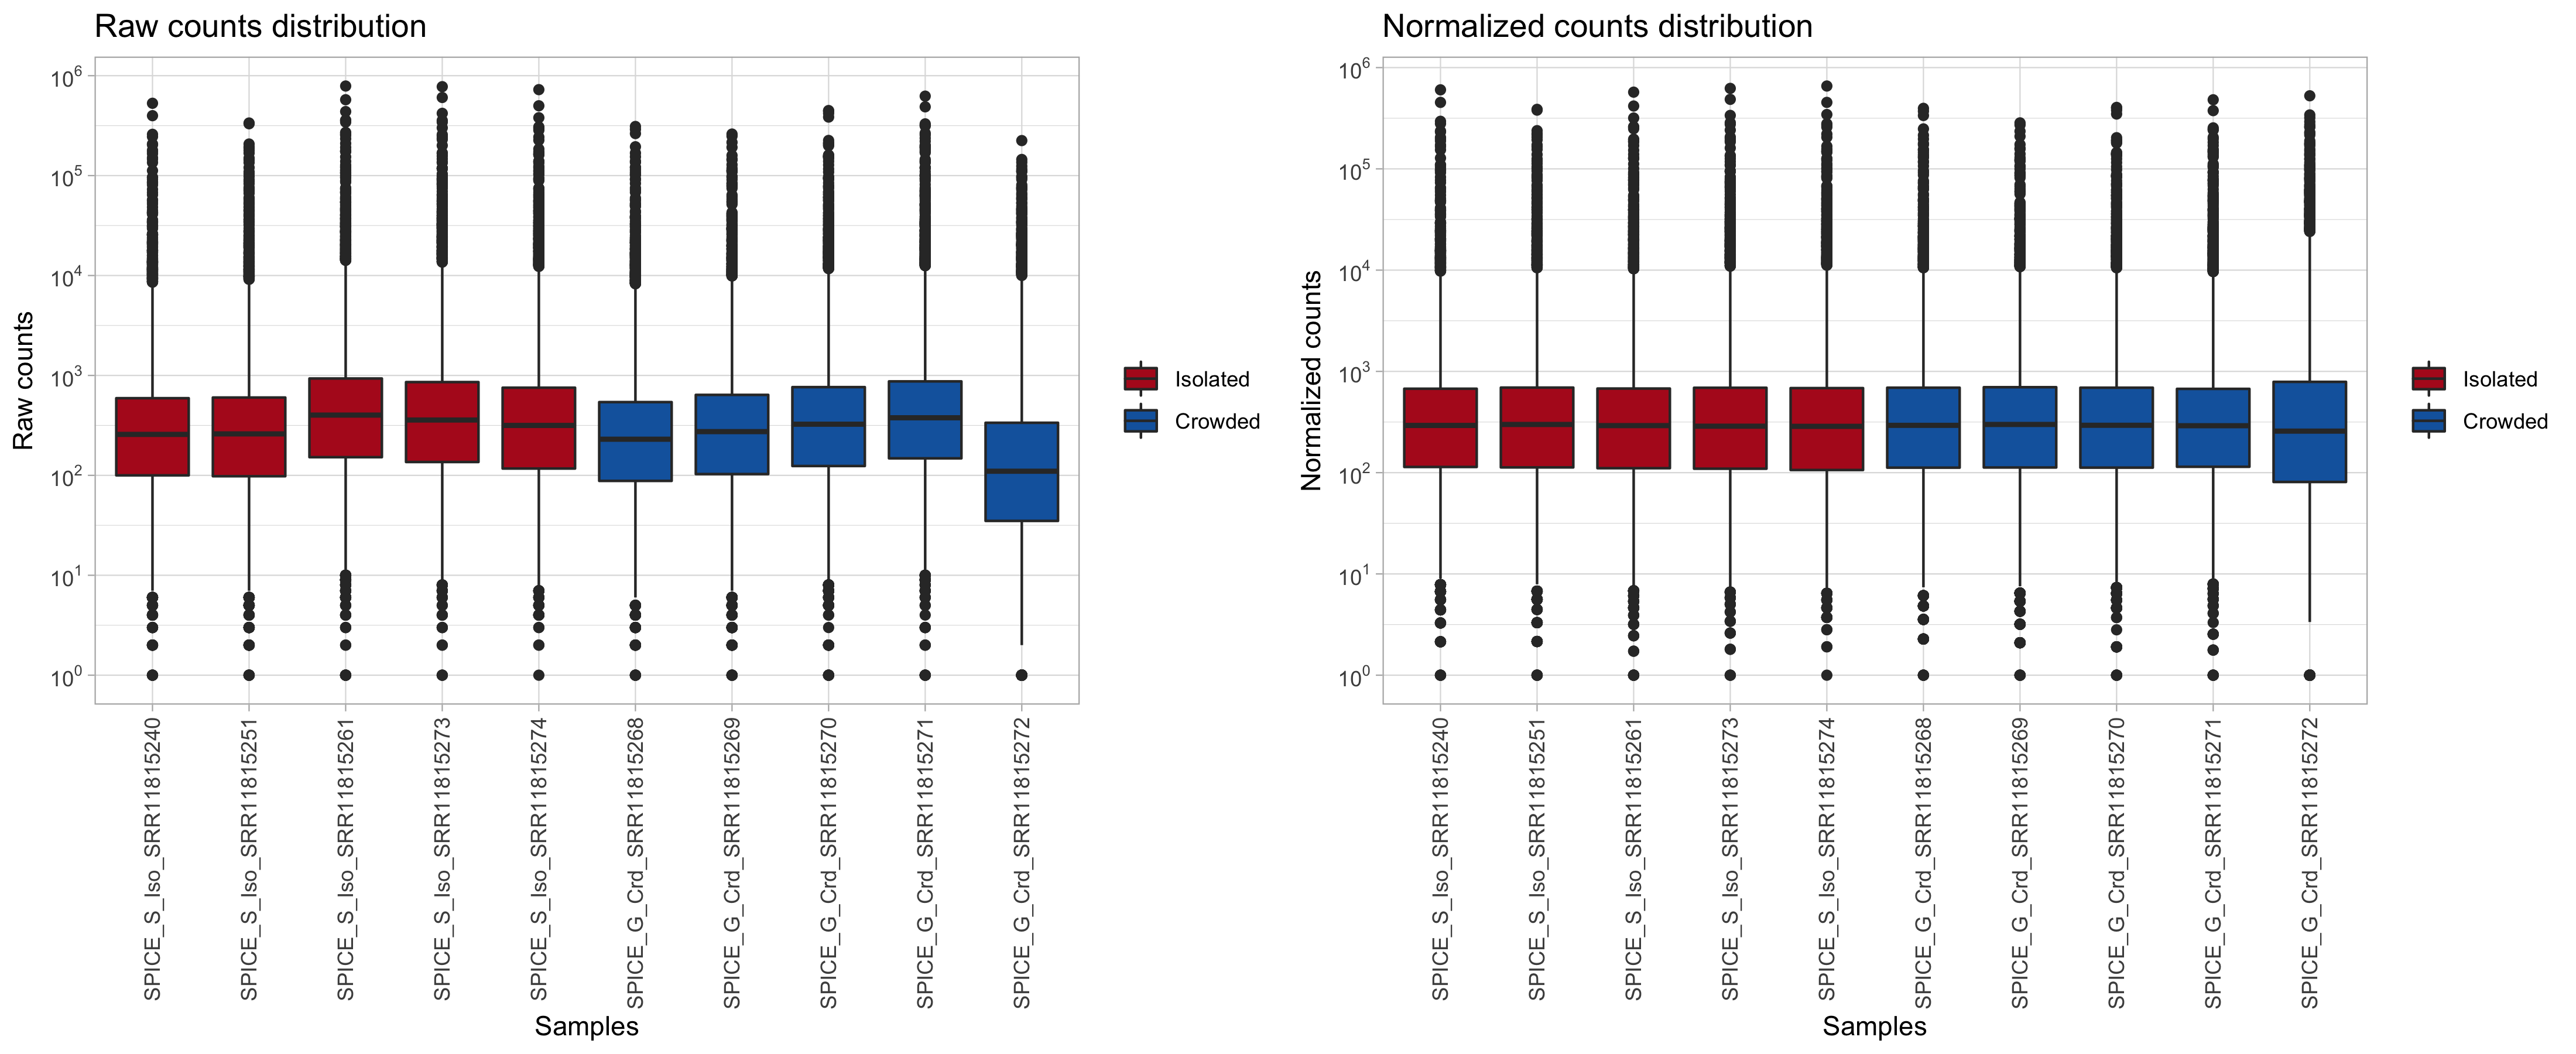 Raw counts distribution
Raw counts
10^6
10^5
10^4
10^3
10^2
10^1
10^0
SPICE_S_Iso_SRR11815240
SPICE_S_Iso_SRR11815251
SPICE_S_Iso_SRR11815261
SPICE_S_Iso_SRR11815273
SPICE_S_Iso_SRR11815274
SPICE_G_Crd_SRR11815268
SPICE_G_Crd_SRR11815269
SPICE_G_Crd_SRR11815270
SPICE_G_Crd_SRR11815271
SPICE_G_Crd_SRR11815272
Samples
Isolated
Crowded
Normalized counts distribution
Normalized counts
10^6
10^5
10^4
10^3
10^2
10^1
10^0
SPICE_S_Iso_SRR11815240
SPICE_S_Iso_SRR11815251
SPICE_S_Iso_SRR11815261
SPICE_S_Iso_SRR11815273
SPICE_S_Iso_SRR11815274
SPICE_G_Crd_SRR11815268
SPICE_G_Crd_SRR11815269
SPICE_G_Crd_SRR11815270
SPICE_G_Crd_SRR11815271
SPICE_G_Crd_SRR11815272
Samples
Isolated
Crowded